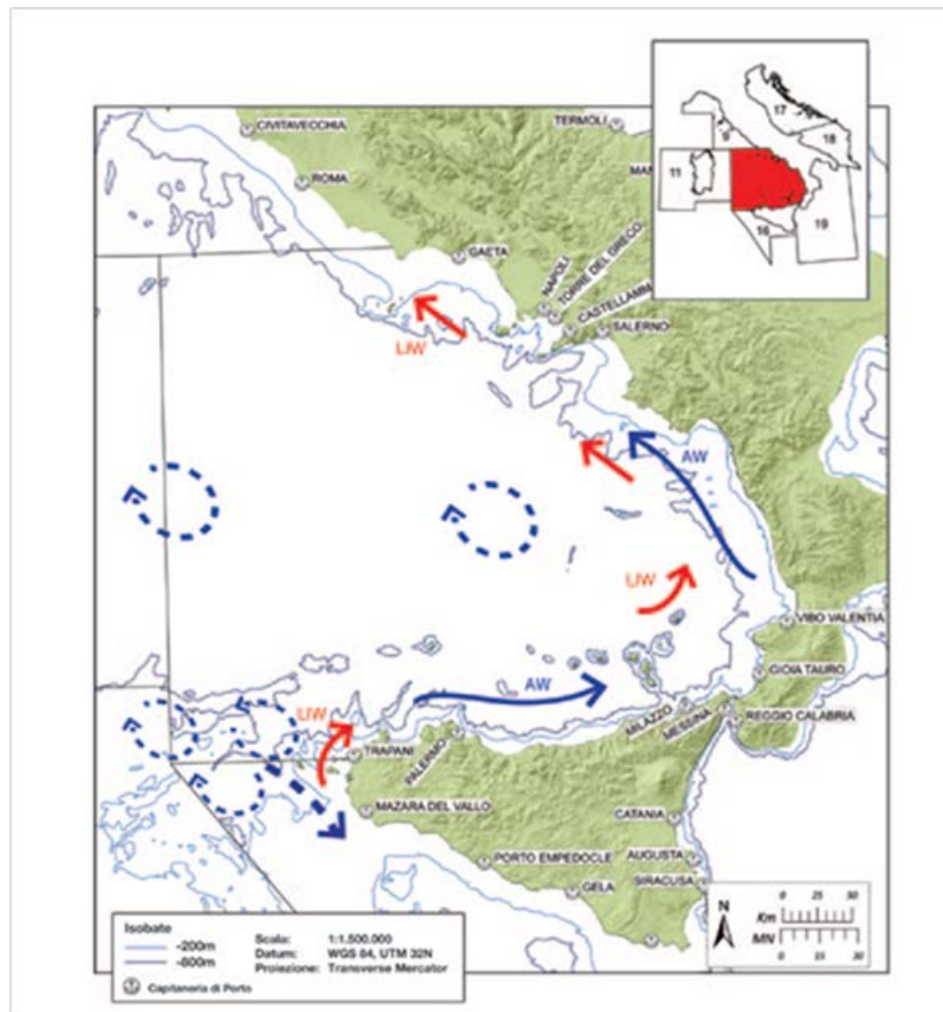 CIVITAVECCHIA
TERMOLI
ROMA
MAN
GAETA
NAPOLI
TORRE DEL GRECO
CASTELLAMM
SALERNO
17
9
18
11
16
19
LIW
AW
LIW
VIBO VALENTIA
GIOIA TAURO
AW
LIW
MILAZZO
MESSINA
REGGIO CALABRIA
TRAPANI
PALERMO
MAZARA DEL VALLO
CATANIA
PORTO EMPEDOCLE
AUGUSTA
GELA
SIRACUSA
N
0 25 50
Km
MN
0 15 30
Isobate
-200m
-800m
Scala: 1:1.500.000
Datum: WGS 84, UTM 32N
Proiezione: Transverse Mercator
Capitaneria di Porto